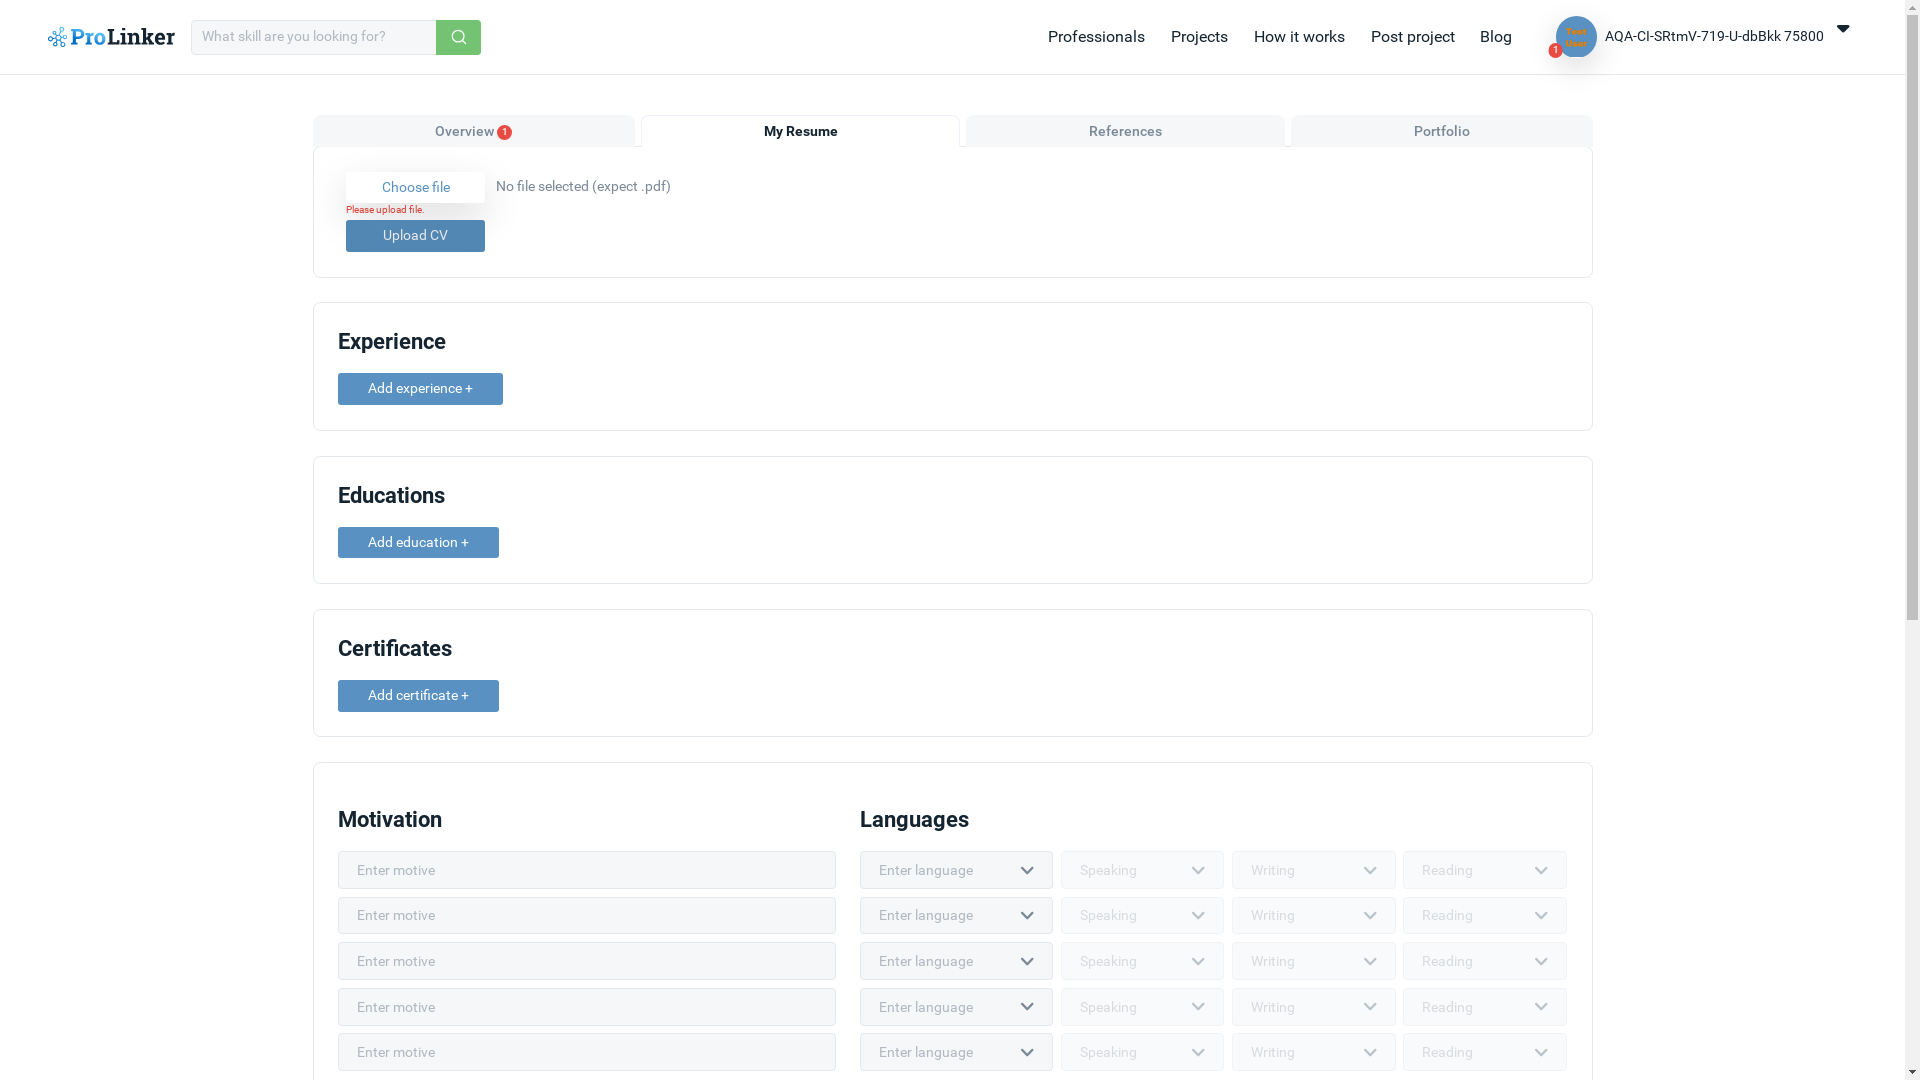 ProLinker
What skill are you looking for?
Professionals
Projects
How it works
Post project
Blog
Test
User
1
AQA-CI-SRtmV-719-U-dbBkk 75800
Overview 1
My Resume
References
Portfolio
Choose file
No file selected (expect .pdf)
Please upload file.
Upload CV
Experience
Add experience +
Educations
Add education +
Certificates
Add certificate +
Motivation
Languages
Enter motive
Enter language
Speaking
Writing
Reading
Enter motive
Enter language
Speaking
Writing
Reading
Enter motive
Enter language
Speaking
Writing
Reading
Enter motive
Enter language
Speaking
Writing
Reading
Enter motive
Enter language
Speaking
Writing
Reading